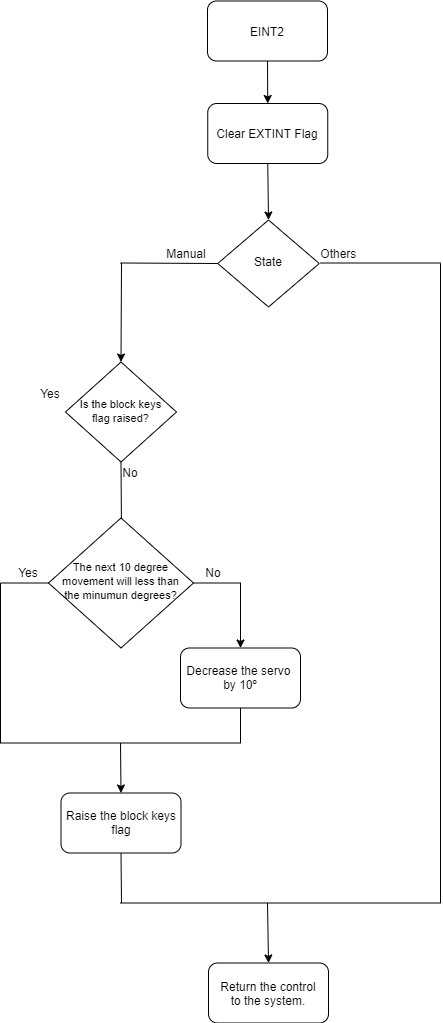 EINT2
Clear EXTINT Flag
State
Manual
Others
Yes
Is the block keys
flag raised?
No
The next 10 degree
movement will less than
the minumun degrees?
Yes
No
Decrease the servo
by 10º
Raise the block keys
flag
Return the control
to the system.